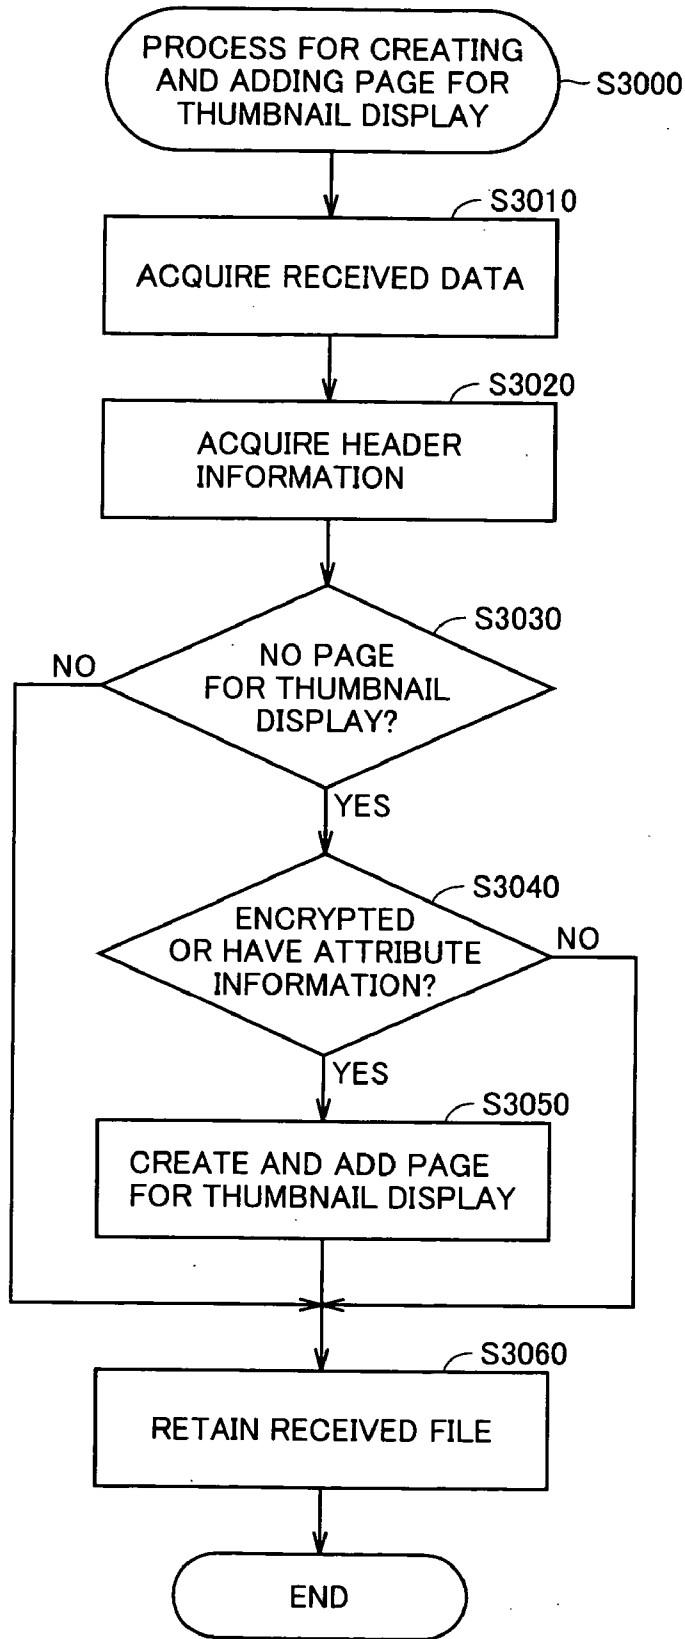 PROCESS FOR CREATING
AND ADDING PAGE FOR
THUMBNAIL DISPLAY
S3000
S3010
ACQUIRE RECEIVED DATA
S3020
ACQUIRE HEADER
INFORMATION
S3030
NO
NO PAGE
FOR THUMBNAIL
DISPLAY?
YES
S3040
ENCRYPTED
OR HAVE ATTRIBUTE
INFORMATION?
NO
YES
S3050
CREATE AND ADD PAGE
FOR THUMBNAIL DISPLAY
S3060
RETAIN RECEIVED FILE
END